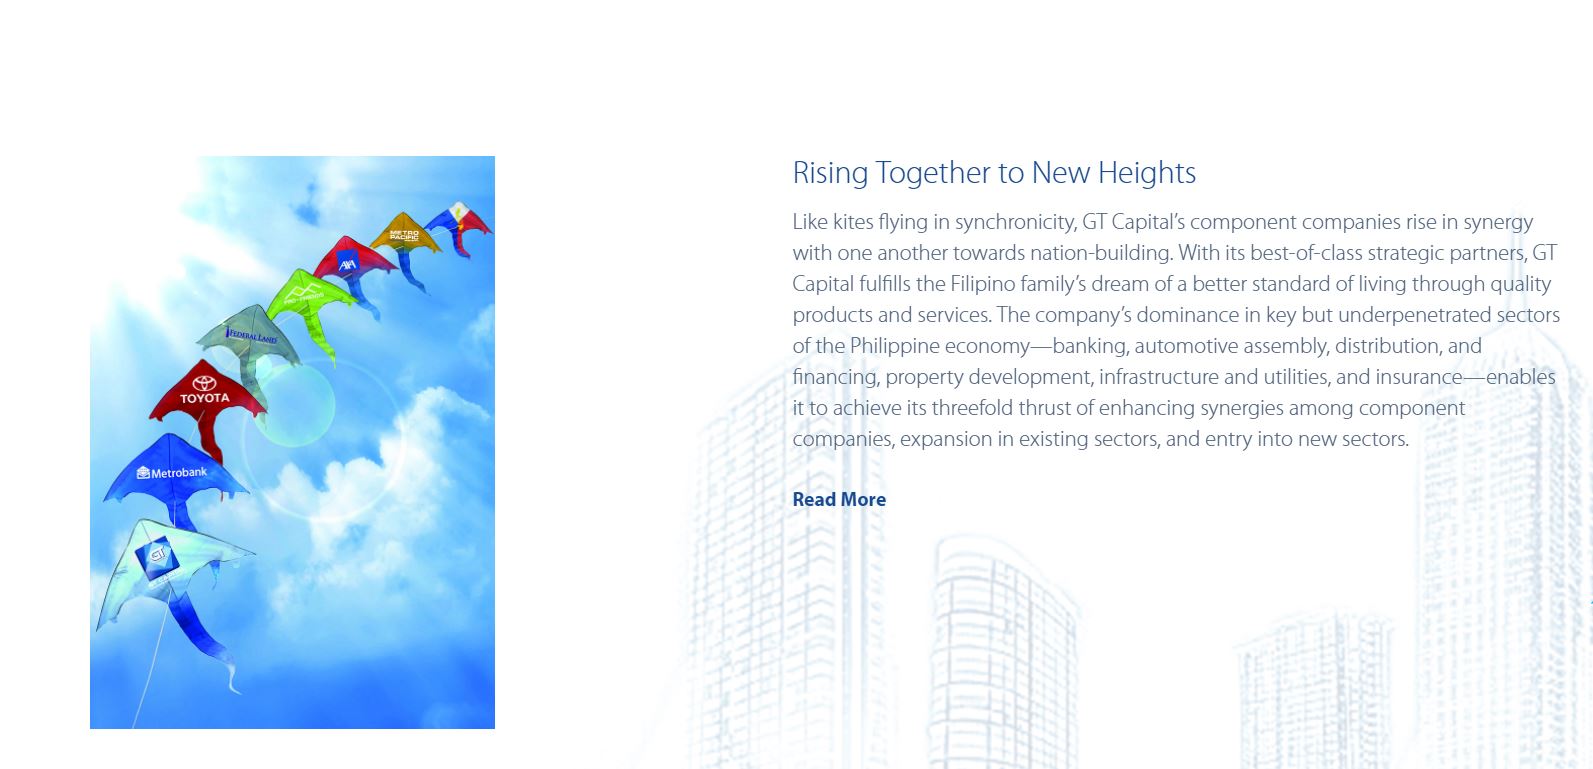 Rising Together to New Heights
Like kites flying in synchronicity, GT Capital’s component companies rise in synergy
with one another towards nation-building. With its best-of-class strategic partners, GT
Capital fulfills the Filipino family’s dream of a better standard of living through quality
products and services. The company’s dominance in key but underpenetrated sectors
of the Philippine economy—banking, automotive assembly, distribution, and
financing, property development, infrastructure and utilities, and insurance—enables
it to achieve its threefold thrust of enhancing synergies among component
companies, expansion in existing sectors, and entry into new sectors.
Read More
METRO
PACIFIC
AXA
PRO-FRIENDS
FEDERAL LAND
TOYOTA
Metrobank
GT